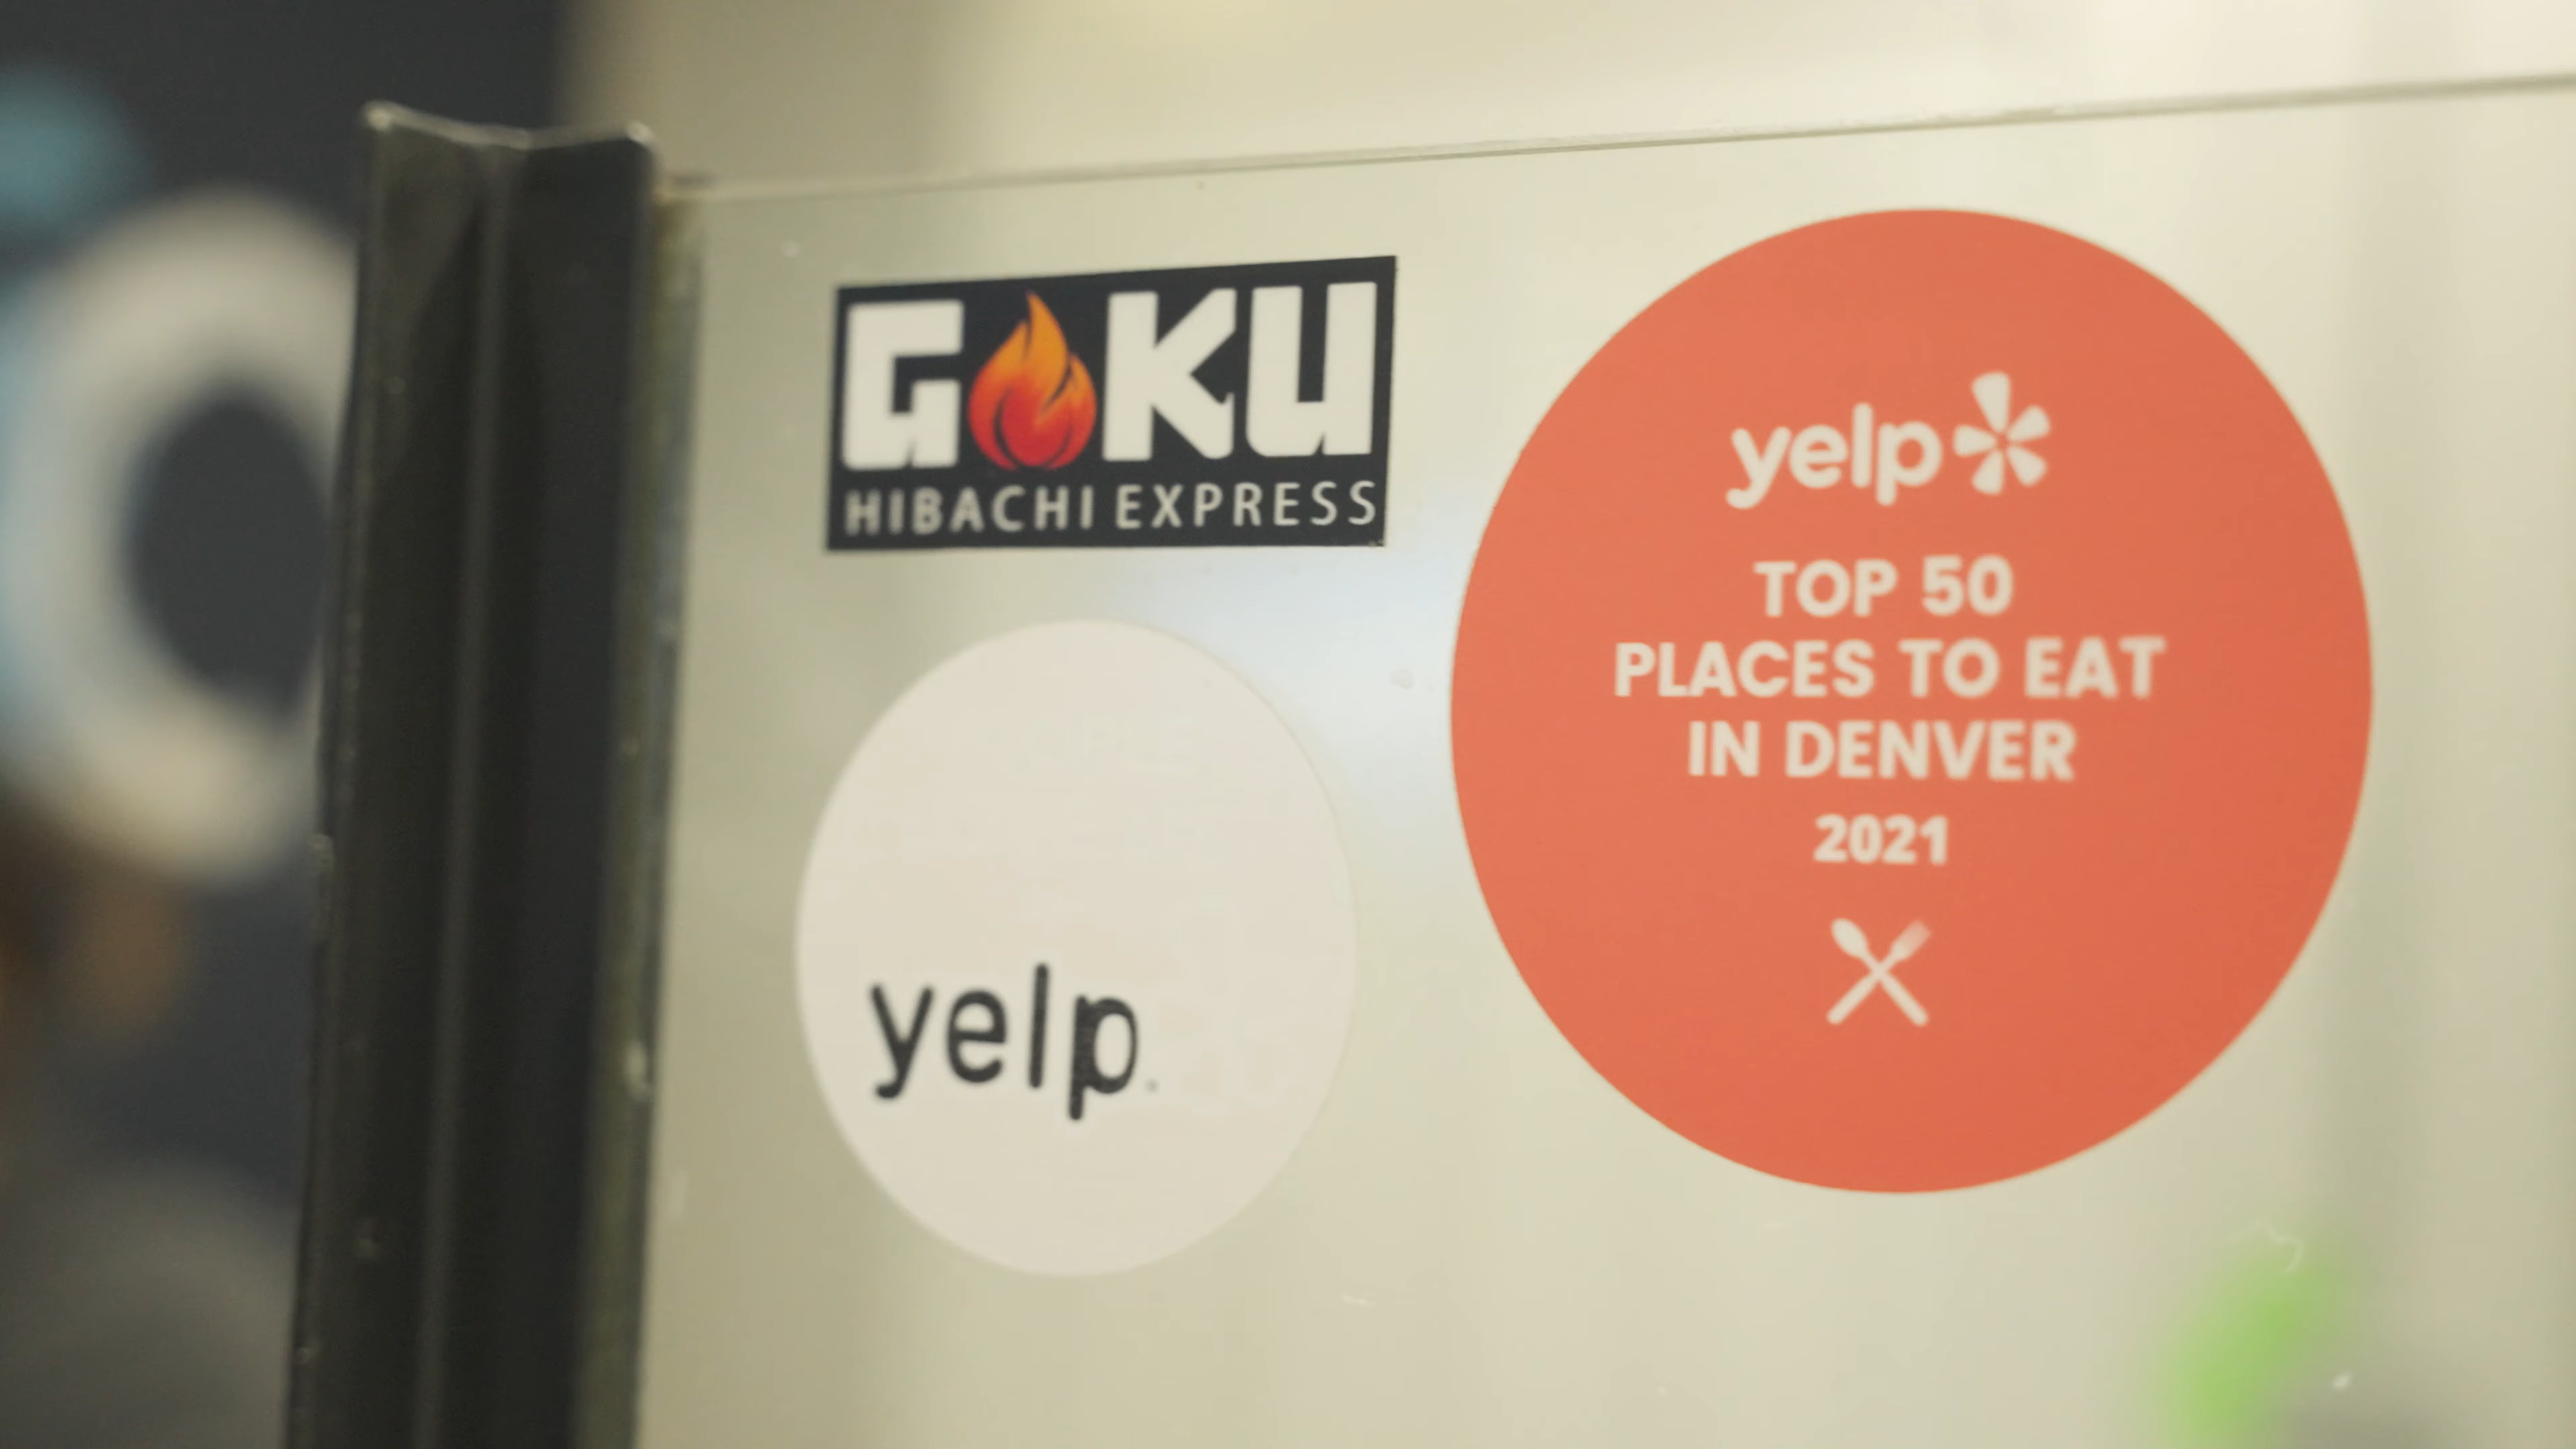 GOKU
HIBACHI EXPRESS
yelp
yelp
TOP 50
PLACES TO EAT
IN DENVER
2021